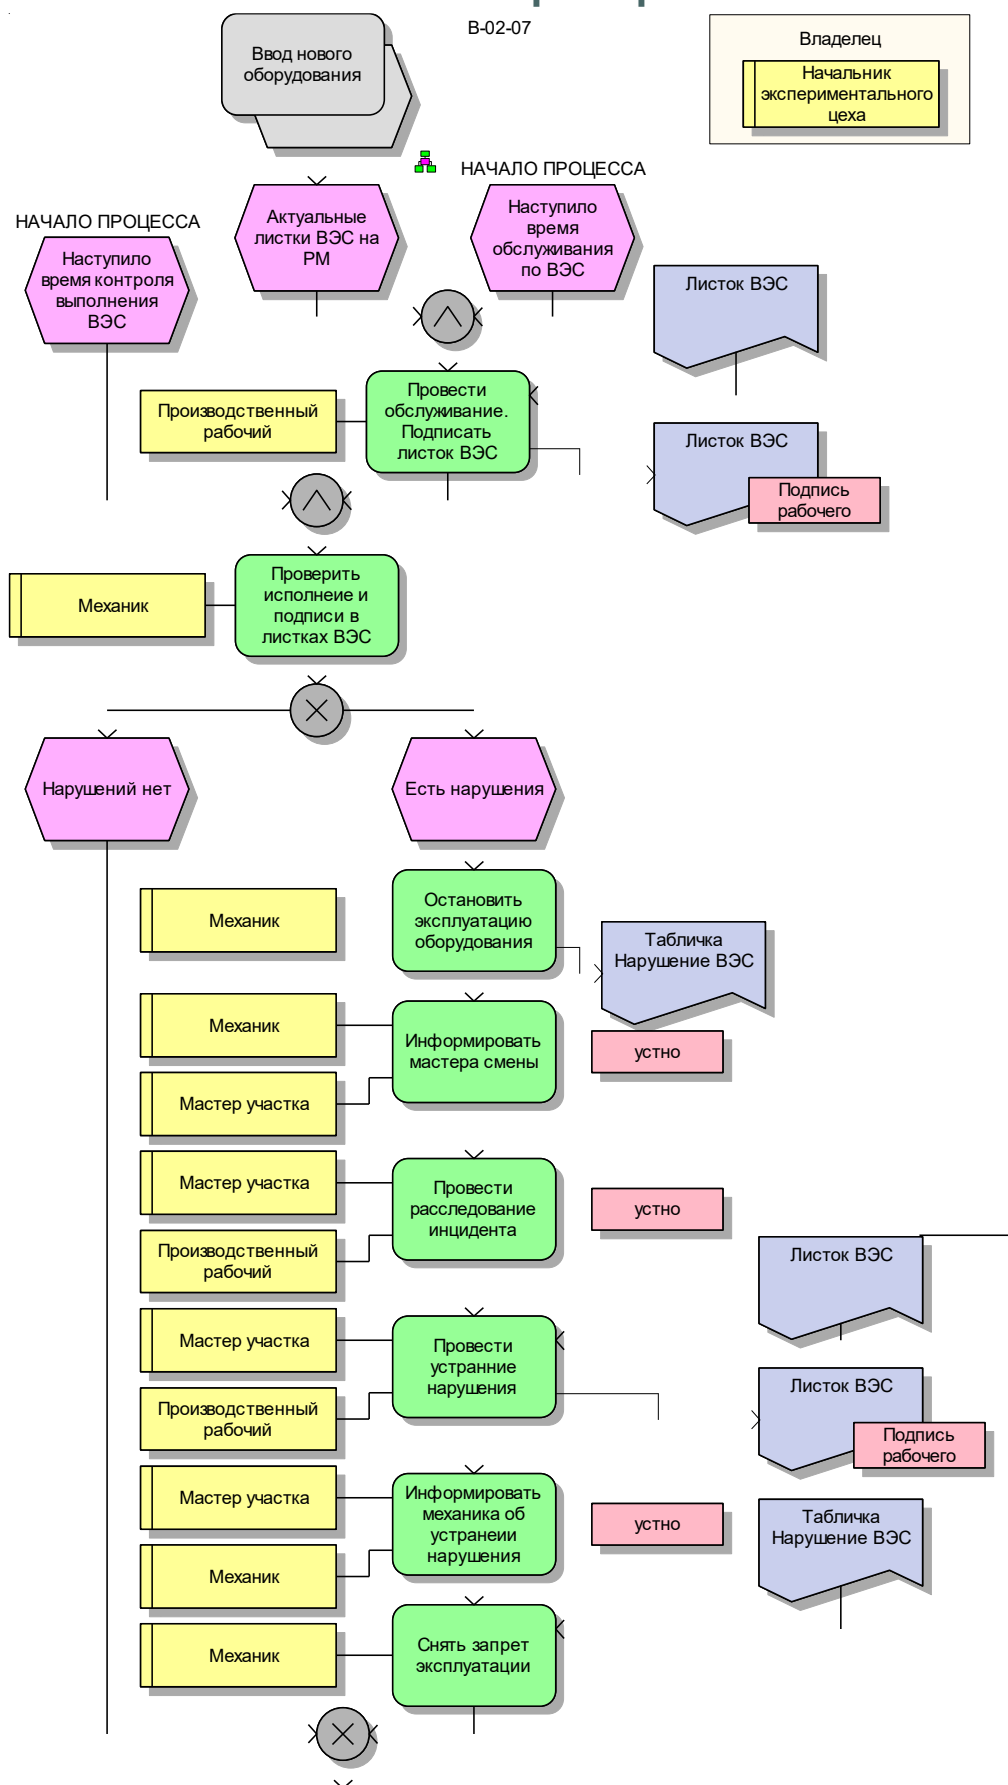 В-02-07
Владелец
Начальник
экспериментального
цеха
Ввод нового
оборудования
НАЧАЛО ПРОЦЕССА
НАЧАЛО ПРОЦЕССА
Актуальные
листки ВЭС на
РМ
Наступило
время
обслуживания
по ВЭС
Наступило
время контроля
выполнения
ВЭС
Листок ВЭС
Производственный
рабочий
Провести
обслуживание.
Подписать
листок ВЭС
Листок ВЭС
Подпись
рабочего
Механик
Проверить
исполнеие и
подписи в
листках ВЭС
Нарушений нет
Есть нарушения
Механик
Остановить
эксплуатацию
оборудования
Табличка
Нарушение ВЭС
Механик
Информировать
мастера смены
устно
Мастер участка
Мастер участка
Провести
расследование
инцидента
устно
Производственный
рабочий
Листок ВЭС
Мастер участка
Провести
устранние
нарушения
Производственный
рабочий
Листок ВЭС
Подпись
рабочего
Мастер участка
Информировать
механика об
устранеии
нарушения
устно
Табличка
Нарушение ВЭС
Механик
Механик
Снять запрет
эксплуатации